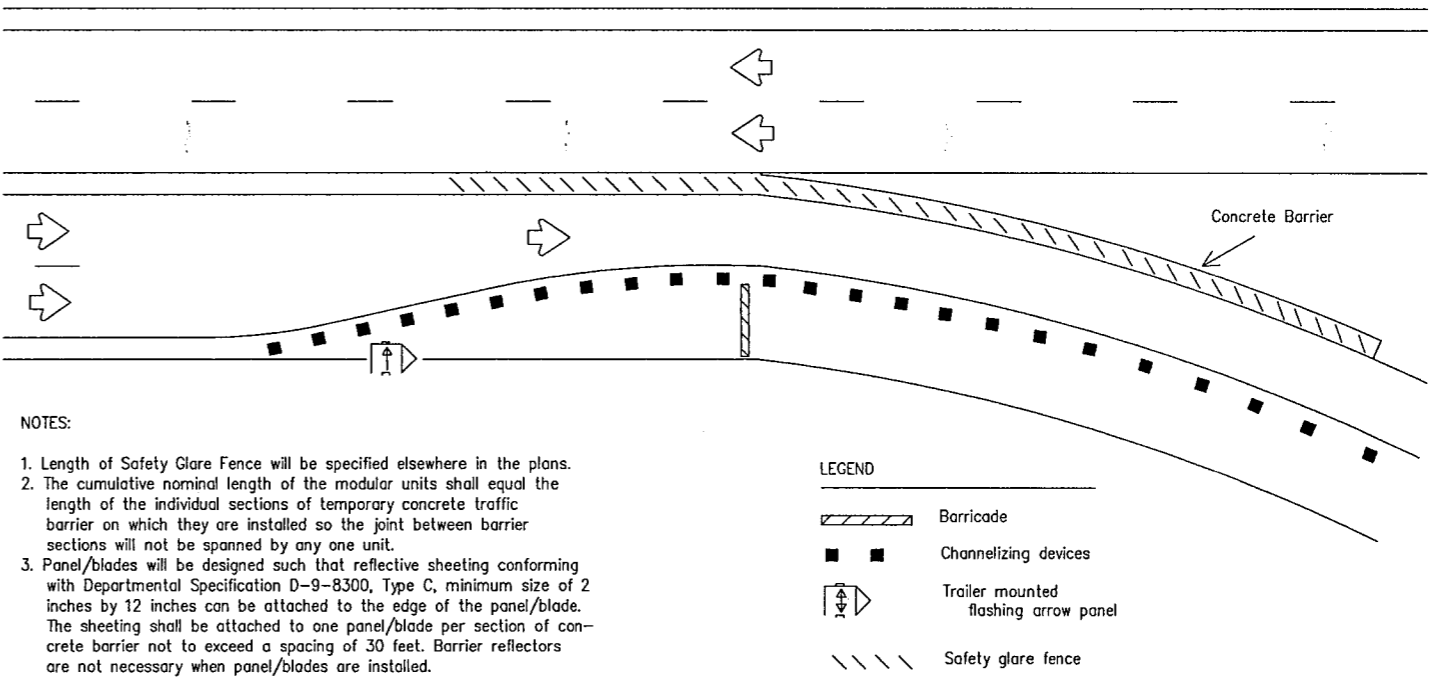 Concrete Barrier
NOTES:
1. Length of Safety Glare Fence will be specified elsewhere in the plans.
2. The cumulative nominal length of the modular units shall equal the
length of the individual sections of temporary concrete traffic
barrier on which they are installed so the joint between barrier
sections will not be spanned by any one unit.
3. Panel/blades will be designed such that reflective sheeting conforming
with Departmental Specification D-9-8300, Type C, minimum size of 2
inches by 12 inches can be attached to the edge of the panel/blade.
The sheeting shall be attached to one panel/blade per section of con-
crete barrier not to exceed a spacing of 30 feet. Barrier reflectors
are not necessary when panel/blades are installed.
LEGEND
Barricade
Channelizing devices
Trailer mounted
flashing arrow panel
Safety glare fence